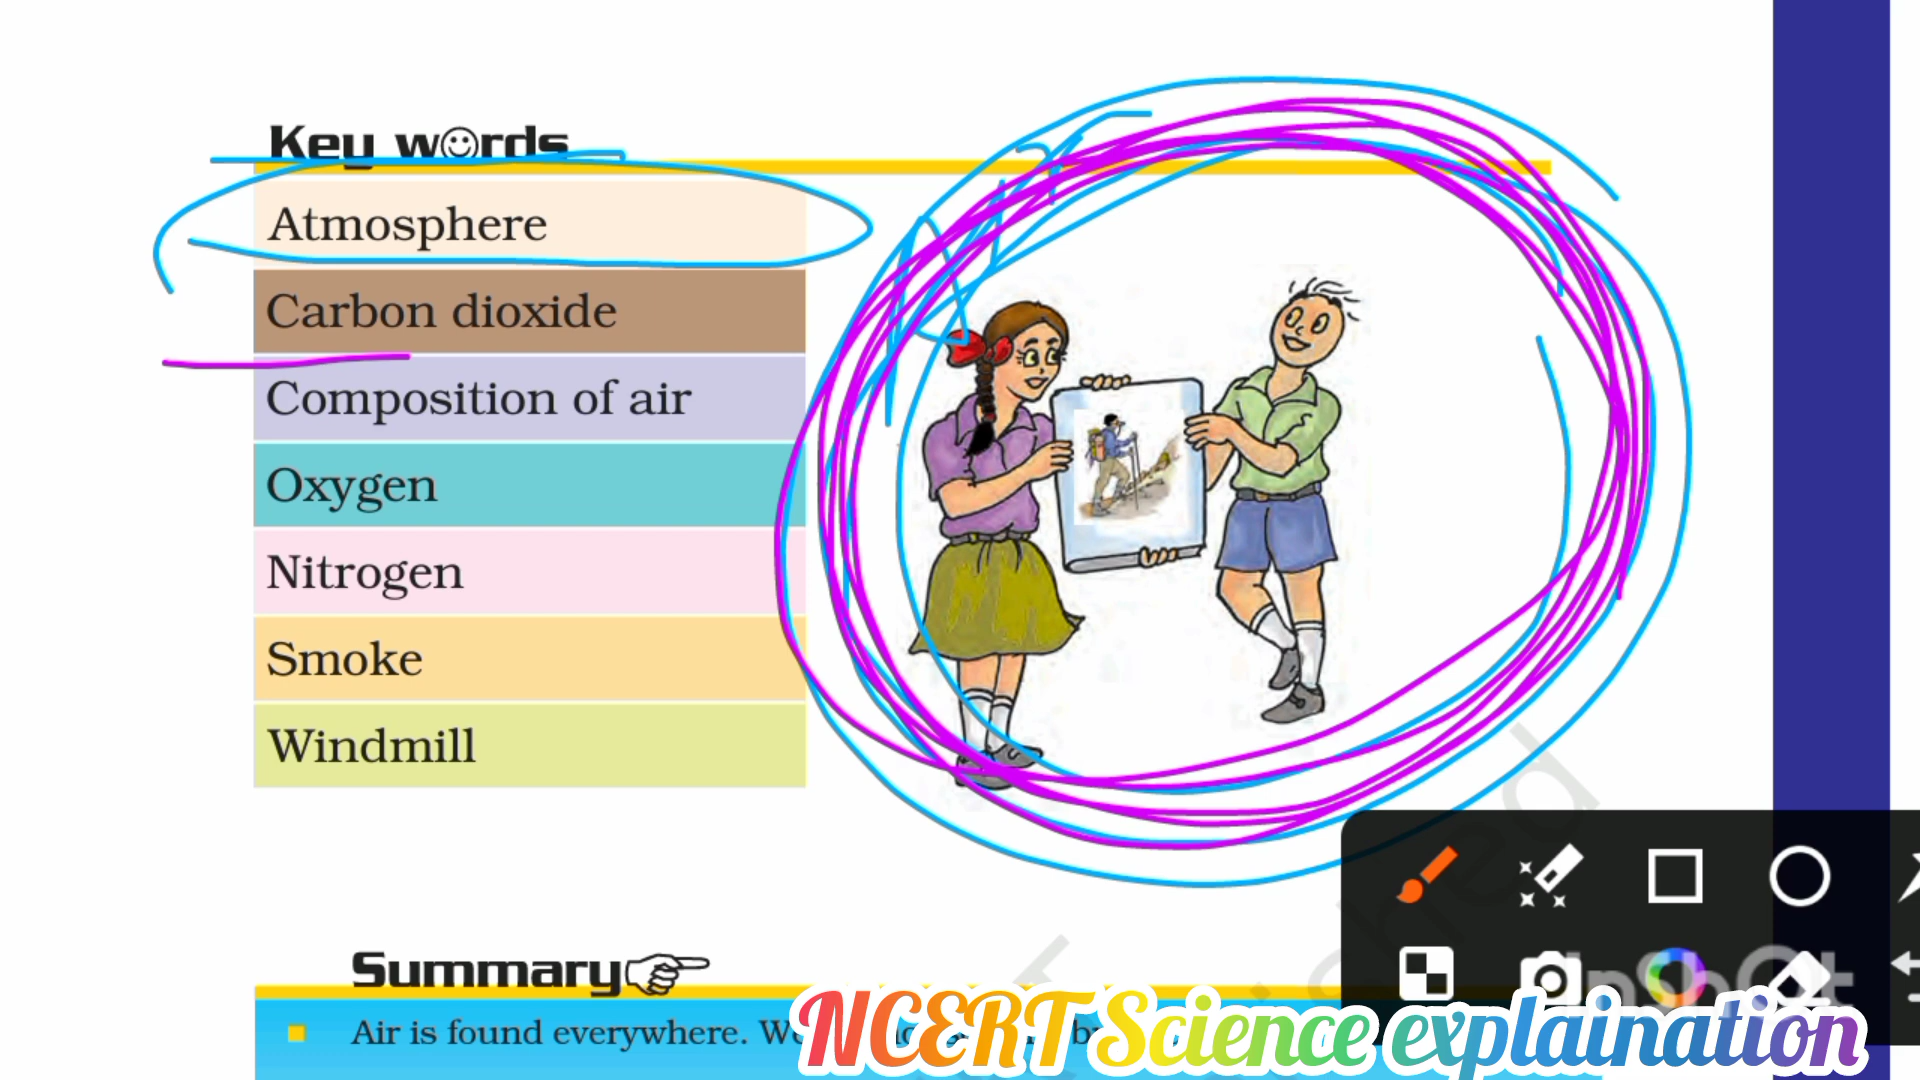 Key words
Atmosphere
Carbon dioxide
Composition of air
Oxygen
Nitrogen
Smoke
Windmill
Summary
Air is found everywhere. We
NCERT Science explaination
InShOt